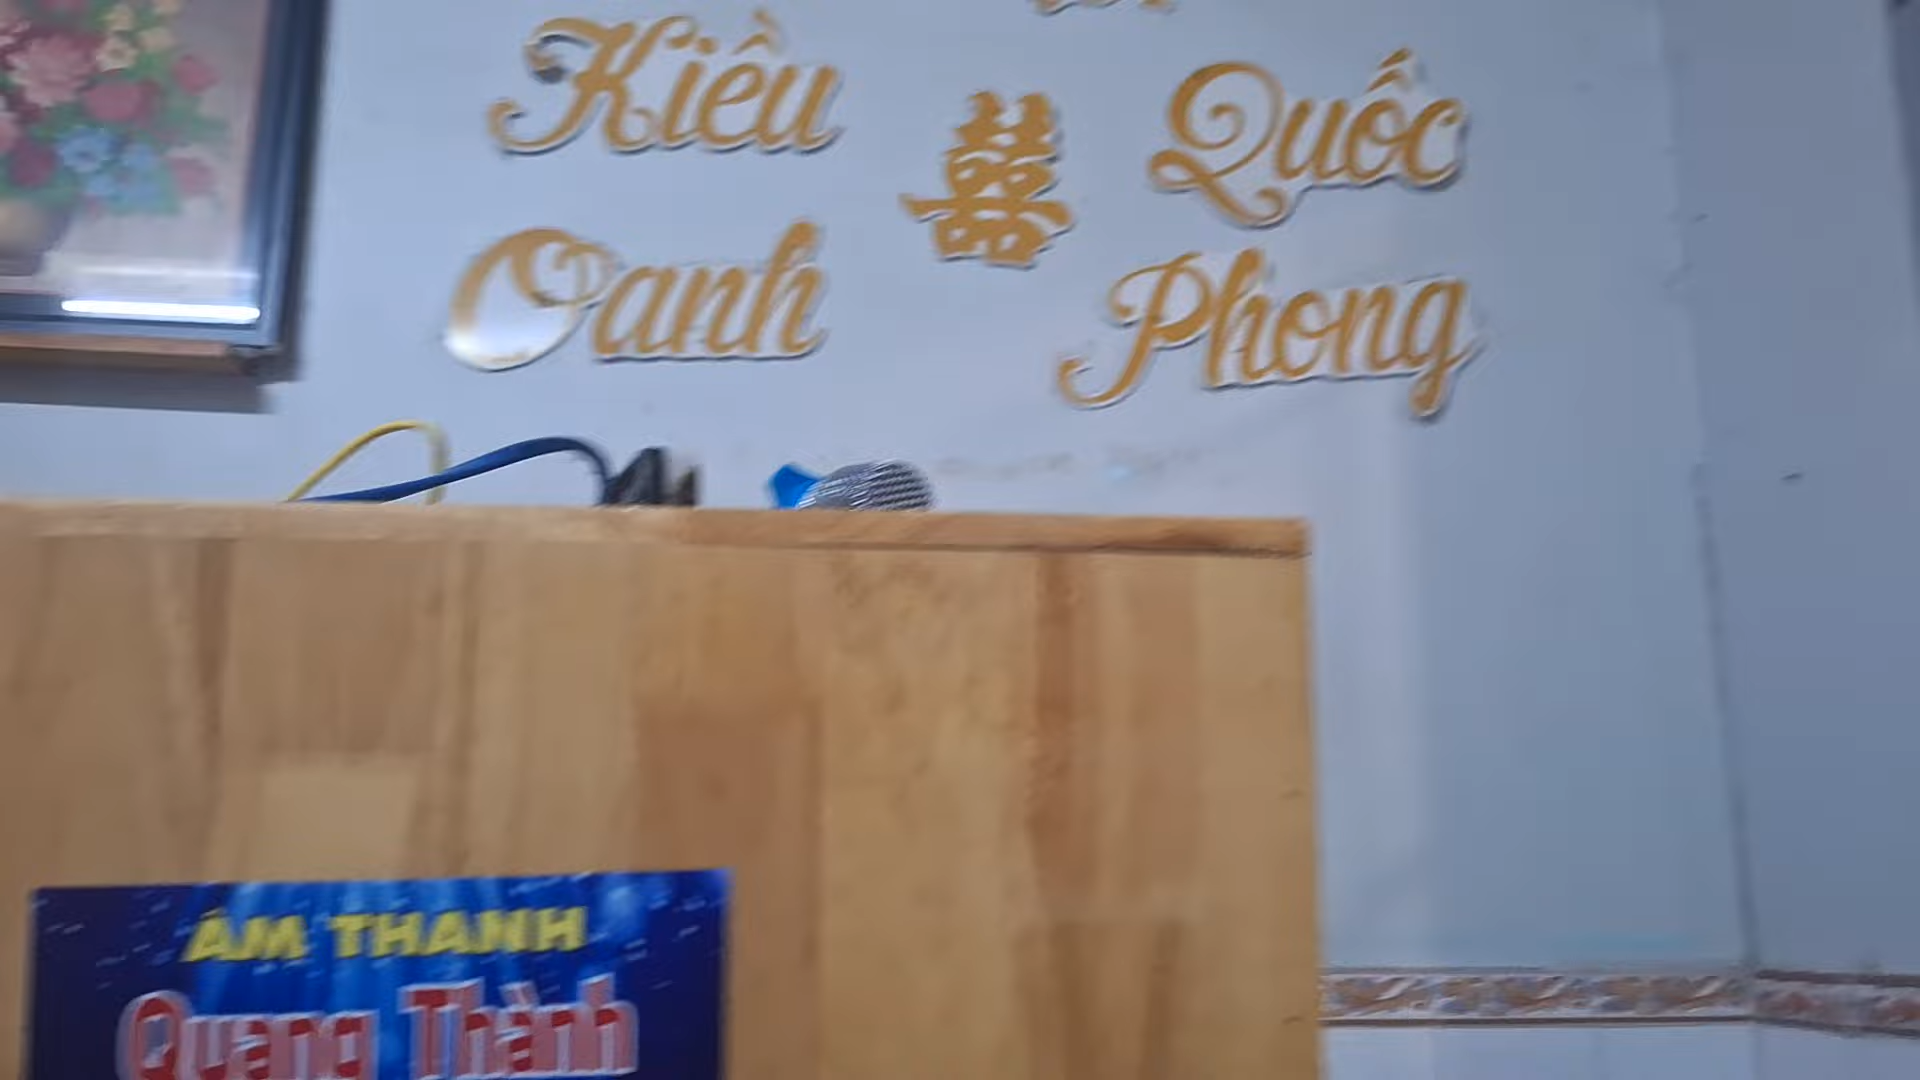 Kiều
Oanh
囍
Quốc
Phong
ÂM THANH
Quang Thành